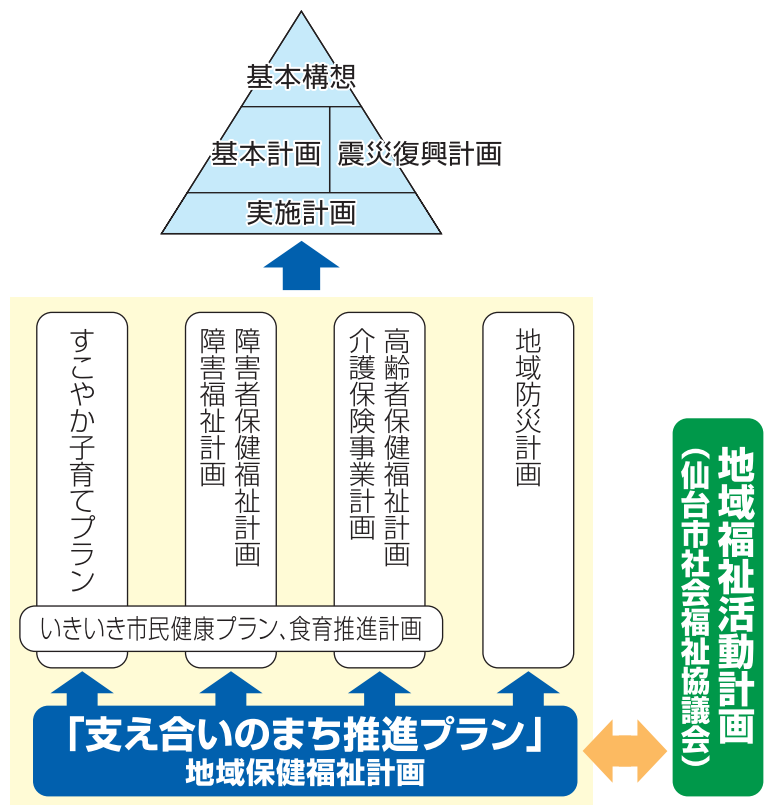 基本構想
基本計画
震災復興計画
実施計画
すこやか子育てプラン
障害者保健福祉計画
障害福祉計画
高齢者保健福祉計画
介護保険事業計画
地域防災計画
いきいき市民健康プラン、食育推進計画
「支え合いのまち推進プラン」
地域保健福祉計画
地域福祉活動計画
（仙台市社会福祉協議会）